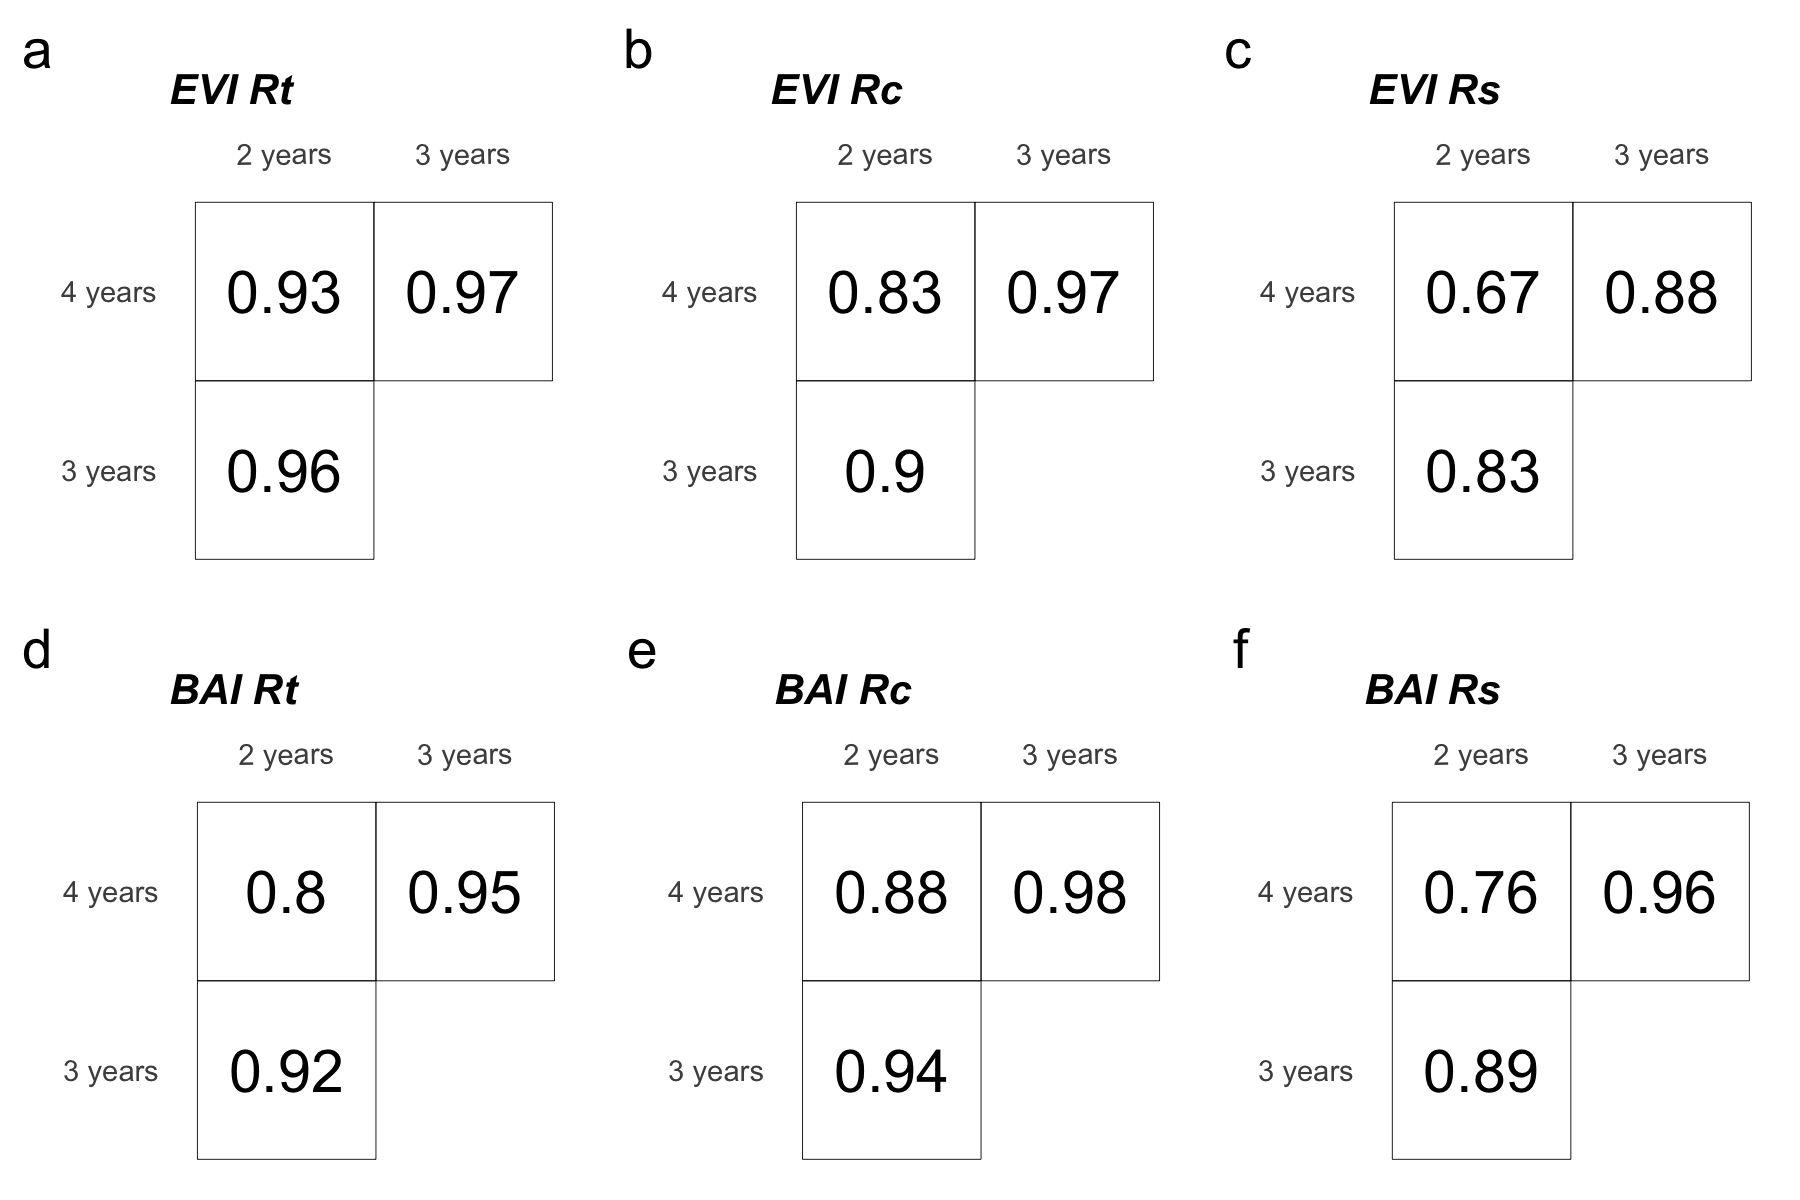 a
EVI Rt
2 years 3 years
4 years 0.93 0.97
3 years 0.96
b
EVI Rc
2 years 3 years
4 years 0.83 0.97
3 years 0.9
c
EVI Rs
2 years 3 years
4 years 0.67 0.88
3 years 0.83
d
BAI Rt
2 years 3 years
4 years 0.8 0.95
3 years 0.92
e
BAI Rc
2 years 3 years
4 years 0.88 0.98
3 years 0.94
f
BAI Rs
2 years 3 years
4 years 0.76 0.96
3 years 0.89